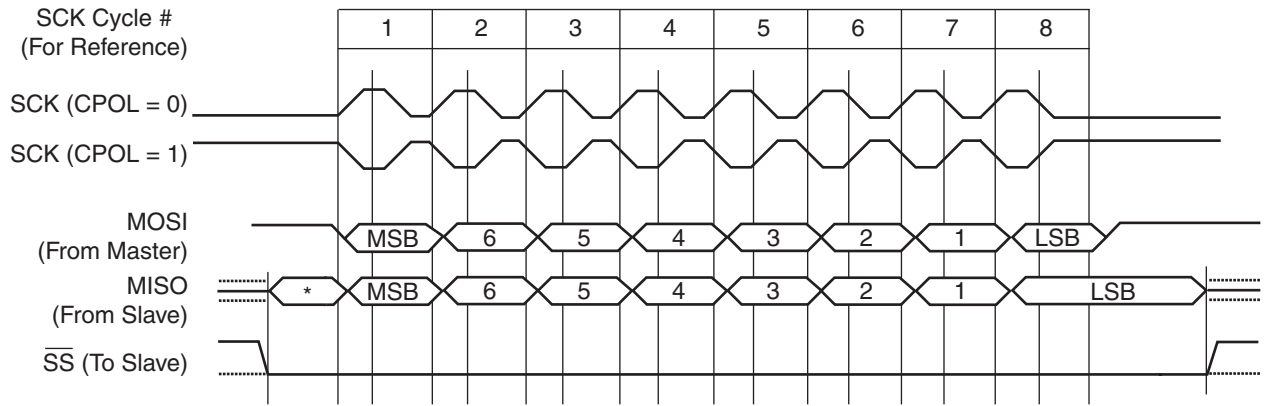 SCK Cycle #
(For Reference)
1 2 3 4 5 6 7 8
SCK (CPOL = 0)
SCK (CPOL = 1)
MOSI
(From Master)
MSB 6 5 4 3 2 1 LSB
MISO
(From Slave)
* MSB 6 5 4 3 2 1 LSB
S̅S̅ (To Slave)